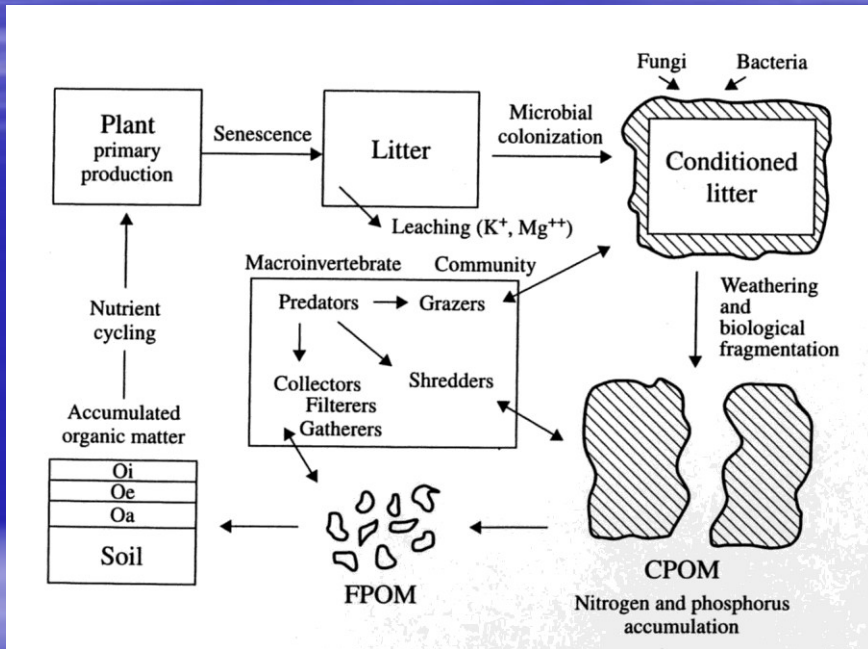 Fungi Bacteria
Plant
primary
production
Senescence
Litter
Microbial
colonization
Conditioned
litter
Leaching (K⁺, Mg⁺⁺)
Macroinvertebrate Community
Predators
Grazers
Collectors
Filterers
Gatherers
Shredders
Weathering
and
biological
fragmentation
Nutrient
cycling
Accumulated
organic matter
Oi
Oe
Oa
Soil
FPOM
CPOM
Nitrogen and phosphorus
accumulation